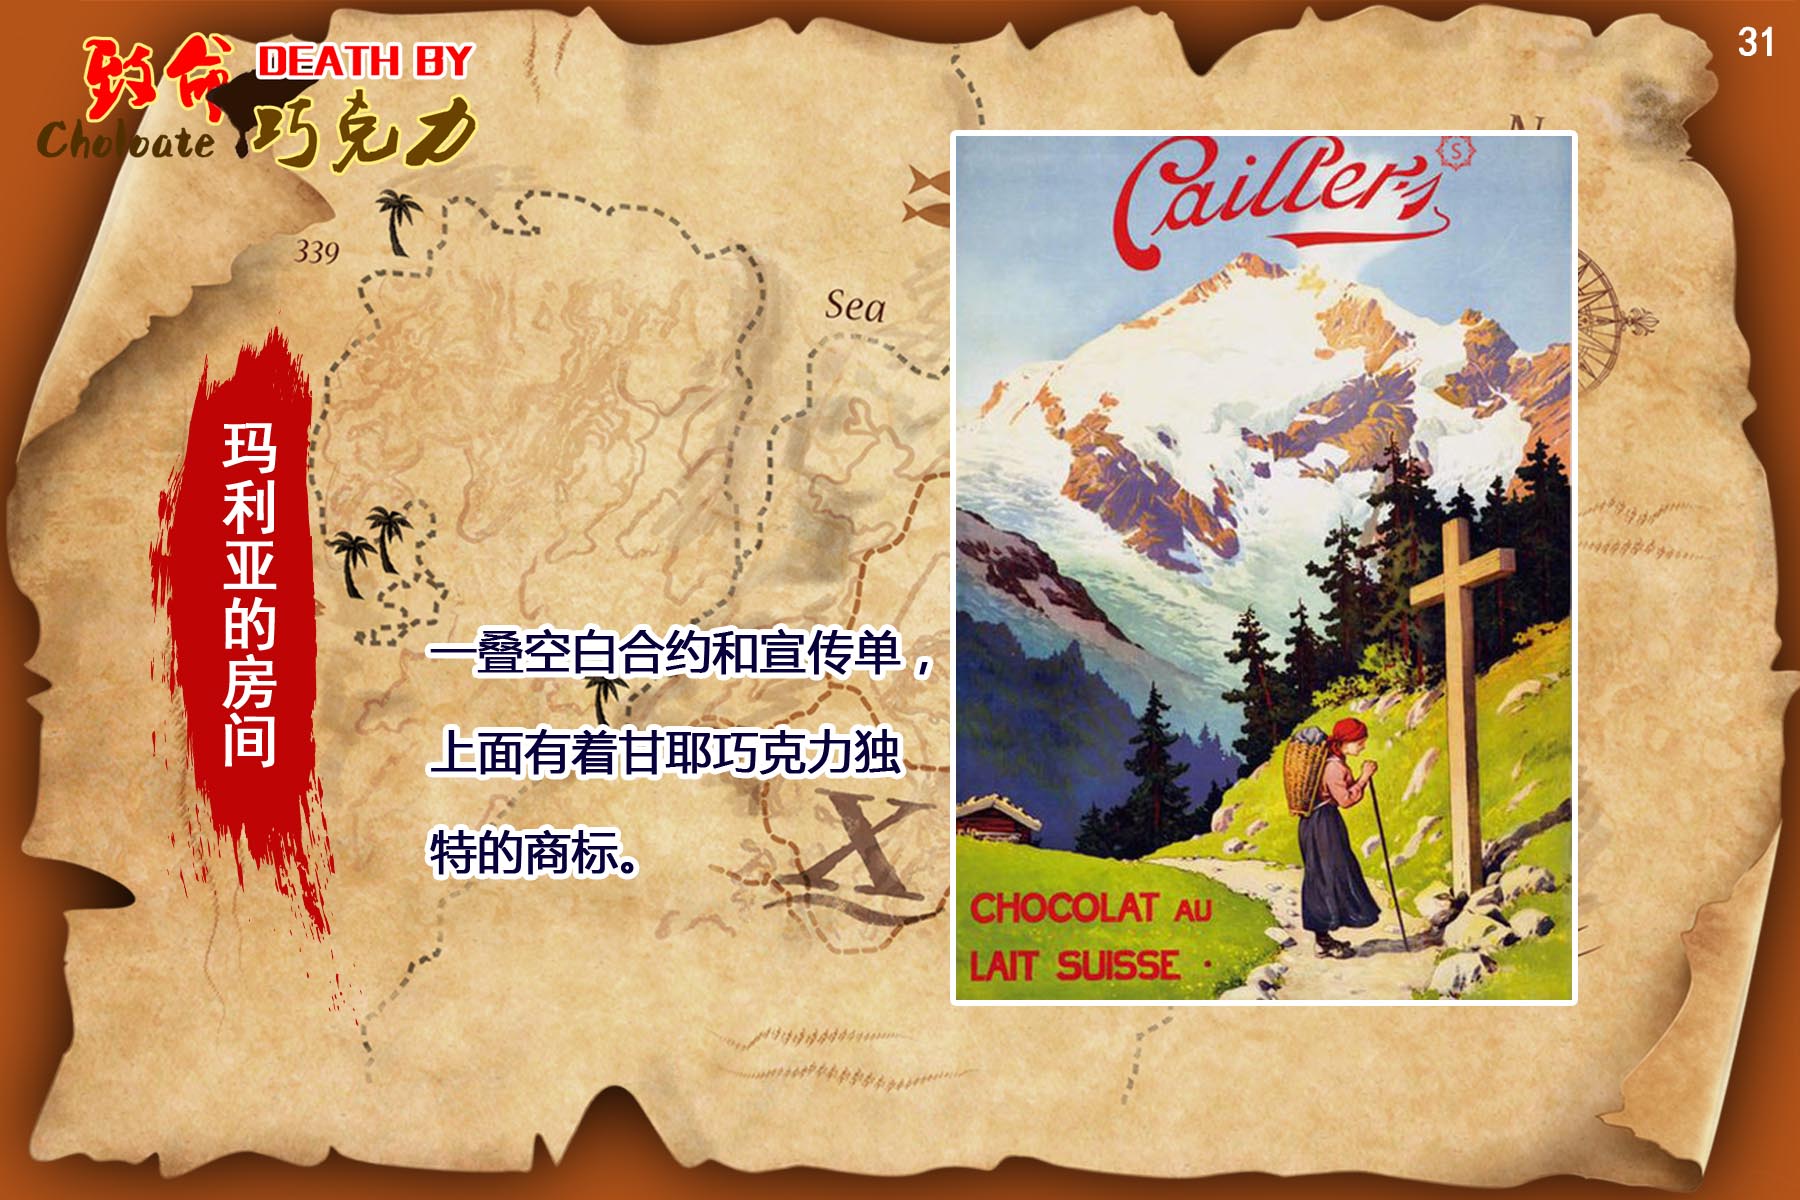 31
致命 DEATH BY
Choloate 巧克力
339
Sea
N
Cailler's
S
玛利亚的房间
一叠空白合约和宣传单，
上面有着甘耶巧克力独
特的商标。
X
CHOCOLAT AU
LAIT SUISSE